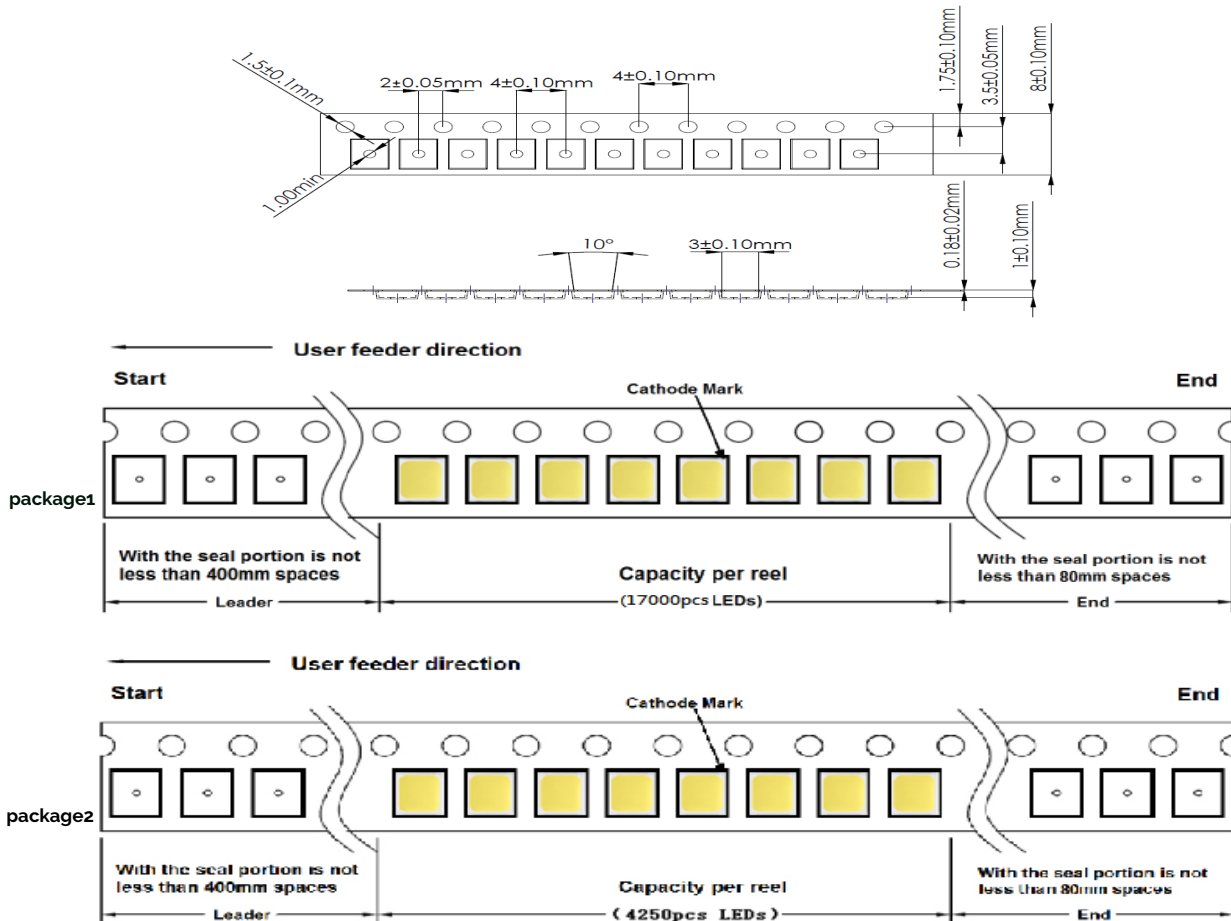 1.5±0.1mm
2±0.05mm
4±0.10mm
4±0.10mm
1.75±0.10mm
3.5±0.05mm
8±0.10mm
1.00min
10°
3±0.10mm
0.18±0.02mm
1±0.10mm
User feeder direction
Start
End
Cathode Mark
package1
With the seal portion is not
less than 400mm spaces
Capacity per reel
With the seal portion is not
less than 80mm spaces
Leader
(17000pcs LEDs)
End
User feeder direction
Start
End
Cathode Mark
package2
With the seal portion is not
less than 400mm spaces
Capacity per reel
With the seal portion is not
less than 80mm spaces
Leader
(4250pcs LEDs)
End